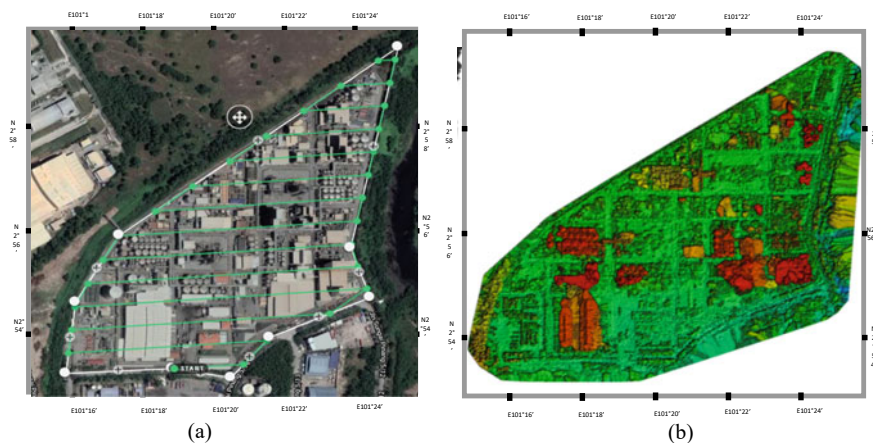 E101°1
E101°18'
E101°20'
E101°22'
E101°24'
E101°16'
E101°18'
E101°20'
E101°22'
E101°24'
N
2°
58
'
N
2°
5
8'
N
2°
58
'
N
2°
56
'
N2
°5
6'
N
2°
5
6
'
N2°
54'
N2
°54
'
N
2°
54
'
START
E101°16'
E101°18'
E101°20'
E101°22'
E101°24'
E101°16'
E101°18'
E101°20'
E101°22'
E101°24'
(a)
(b)